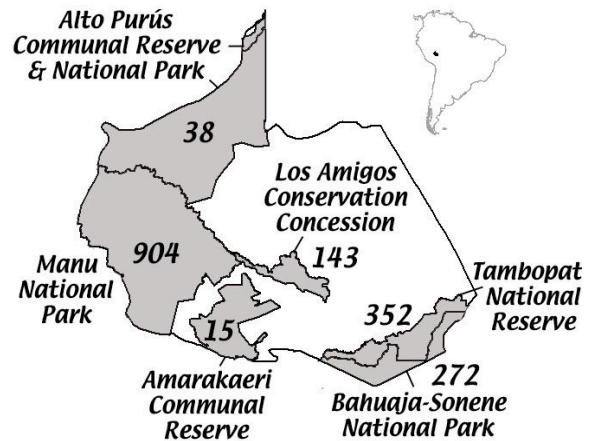 Alto Purús
Communal Reserve
& National Park
38
Los Amigos
Conservation
Concession
143
904
Manu
National
Park
Tambopat
National
Reserve
352
15
272
Amarakaeri
Communal
Reserve
Bahuaja-Sonene
National Park